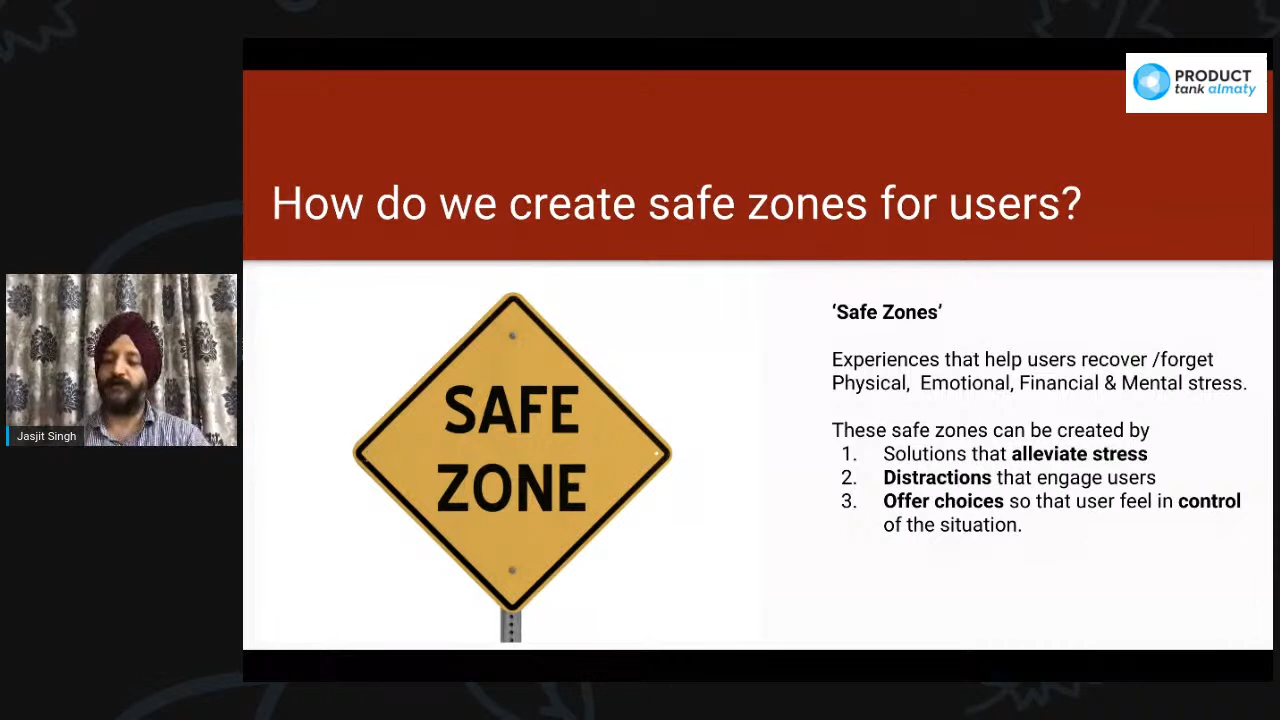 PRODUCT
tank almaty
How do we create safe zones for users?
SAFE
ZONE
‘Safe Zones’
Experiences that help users recover /forget
Physical,  Emotional, Financial & Mental stress.
These safe zones can be created by
1. Solutions that alleviate stress
2. Distractions that engage users
3. Offer choices so that user feel in control
of the situation.
Jasjit Singh